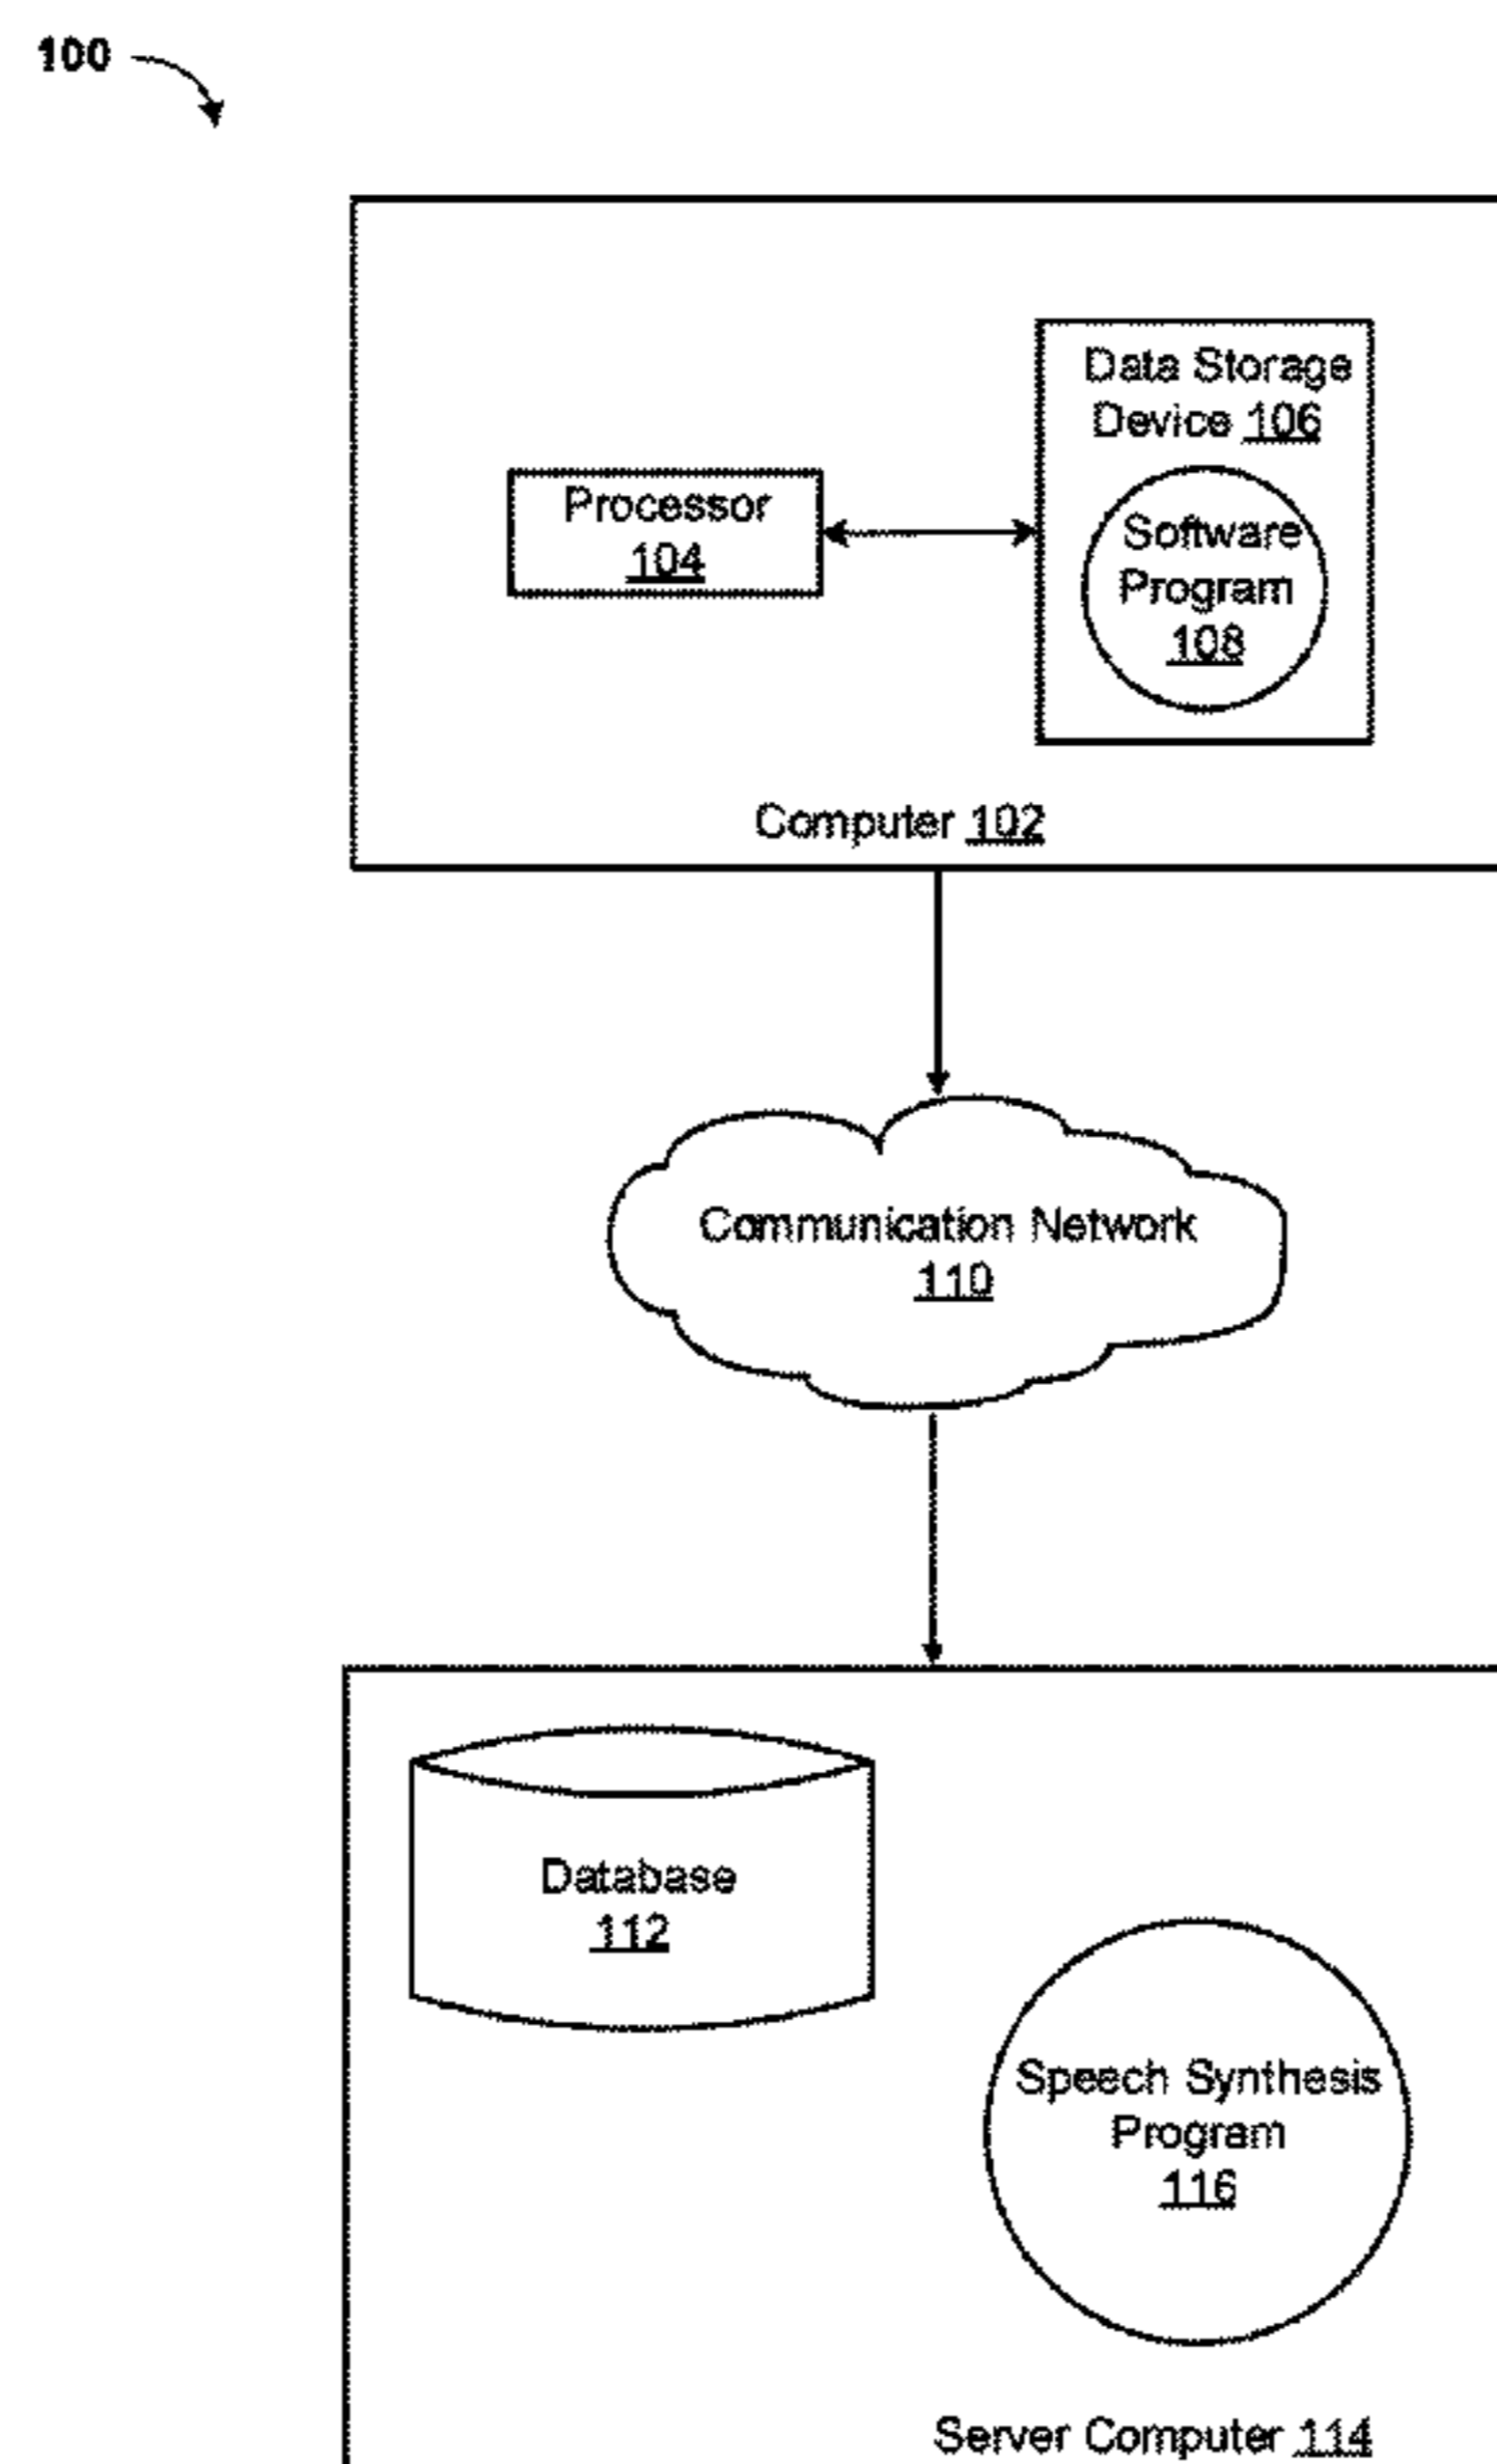 100
Data Storage
Device 106
Processor
104
Software
Program
108
Computer 102
Communication Network
110
Database
112
Speech Synthesis
Program
116
Server Computer 114